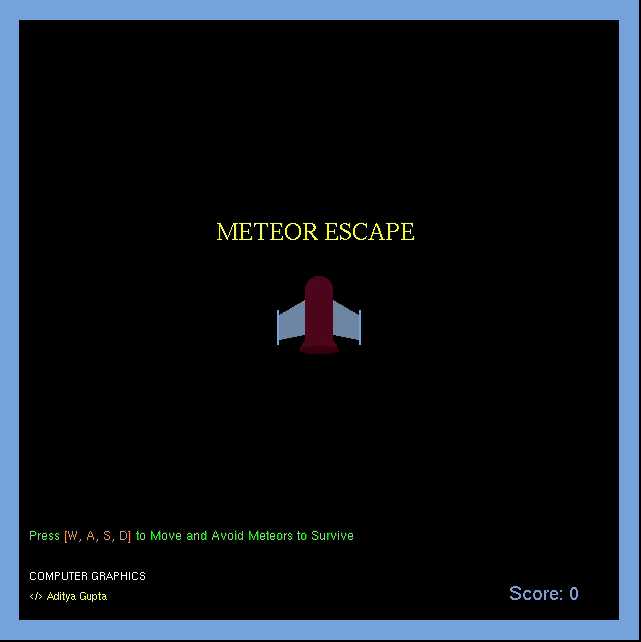 METEOR ESCAPE
Press [W, A, S, D] to Move and Avoid Meteors to Survive
COMPUTER GRAPHICS
</> Aditya Gupta
Score: 0